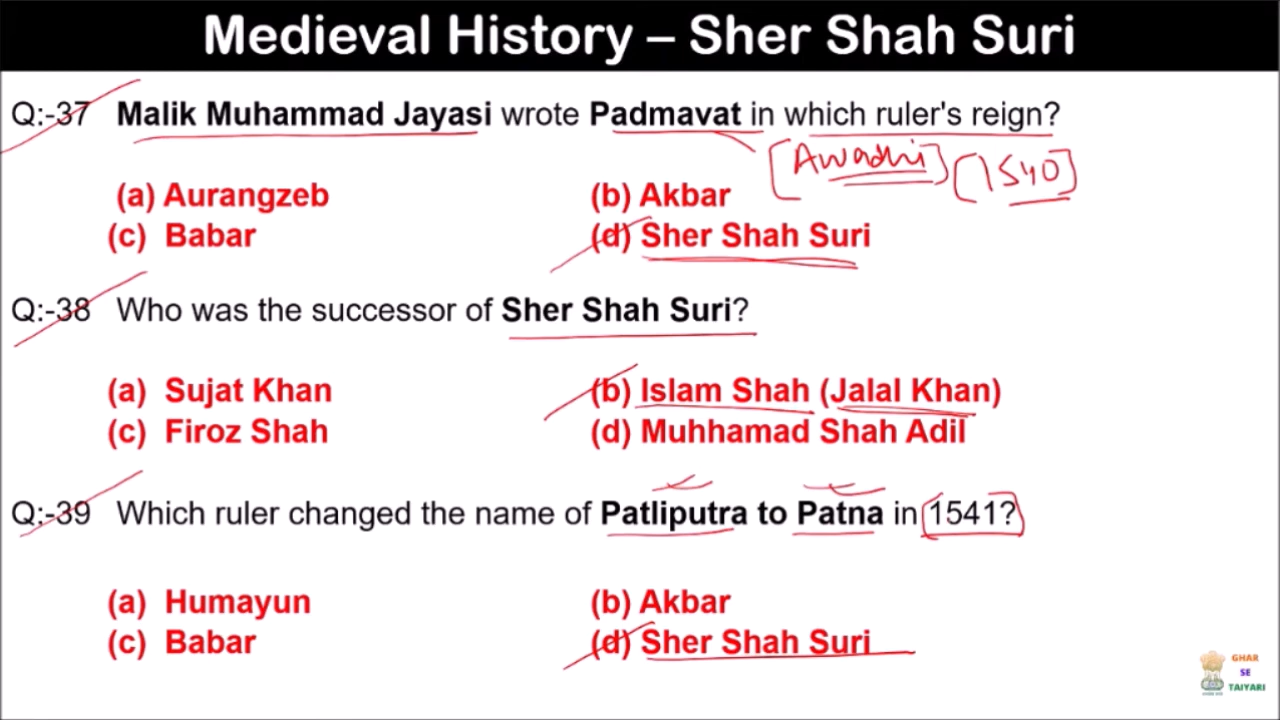 Medieval History – Sher Shah Suri
Q:-37 Malik Muhammad Jayasi wrote Padmavat in which ruler's reign?
[Awadhi] [1540]
(a) Aurangzeb (b) Akbar
(c) Babar (d) Sher Shah Suri
Q:-38 Who was the successor of Sher Shah Suri?
(a) Sujat Khan (b) Islam Shah (Jalal Khan)
(c) Firoz Shah (d) Muhhamad Shah Adil
Q:-39 Which ruler changed the name of Patliputra to Patna in 1541?
(a) Humayun (b) Akbar
(c) Babar (d) Sher Shah Suri
GHAR
SE
TAIYARI